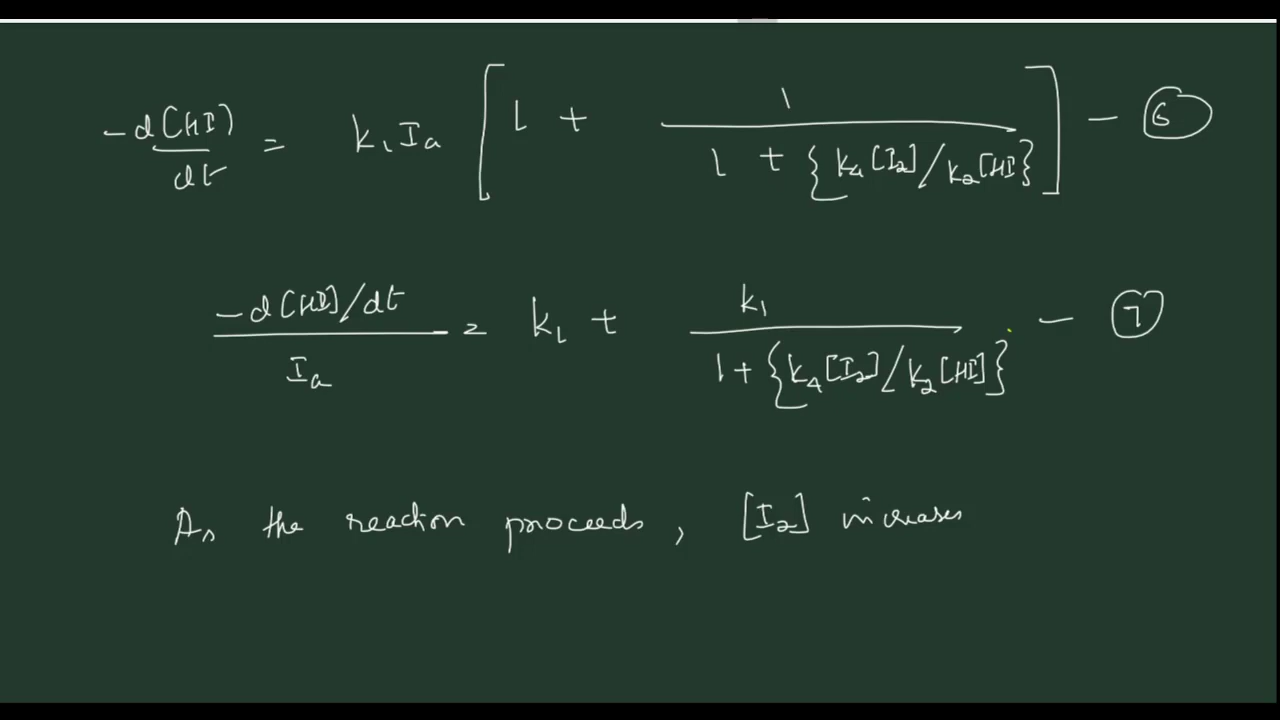 -d[HI]/dt = k₁Iₐ [ 1 + 1/(1 + {k₄[I₂]/k₂[HI]}) ] — ⑥
(-d[HI]/dt)/Iₐ = k₁ + k₁/(1 + {k₄[I₂]/k₂[HI]}) — ⑦
As the reaction proceeds, [I₂] increases